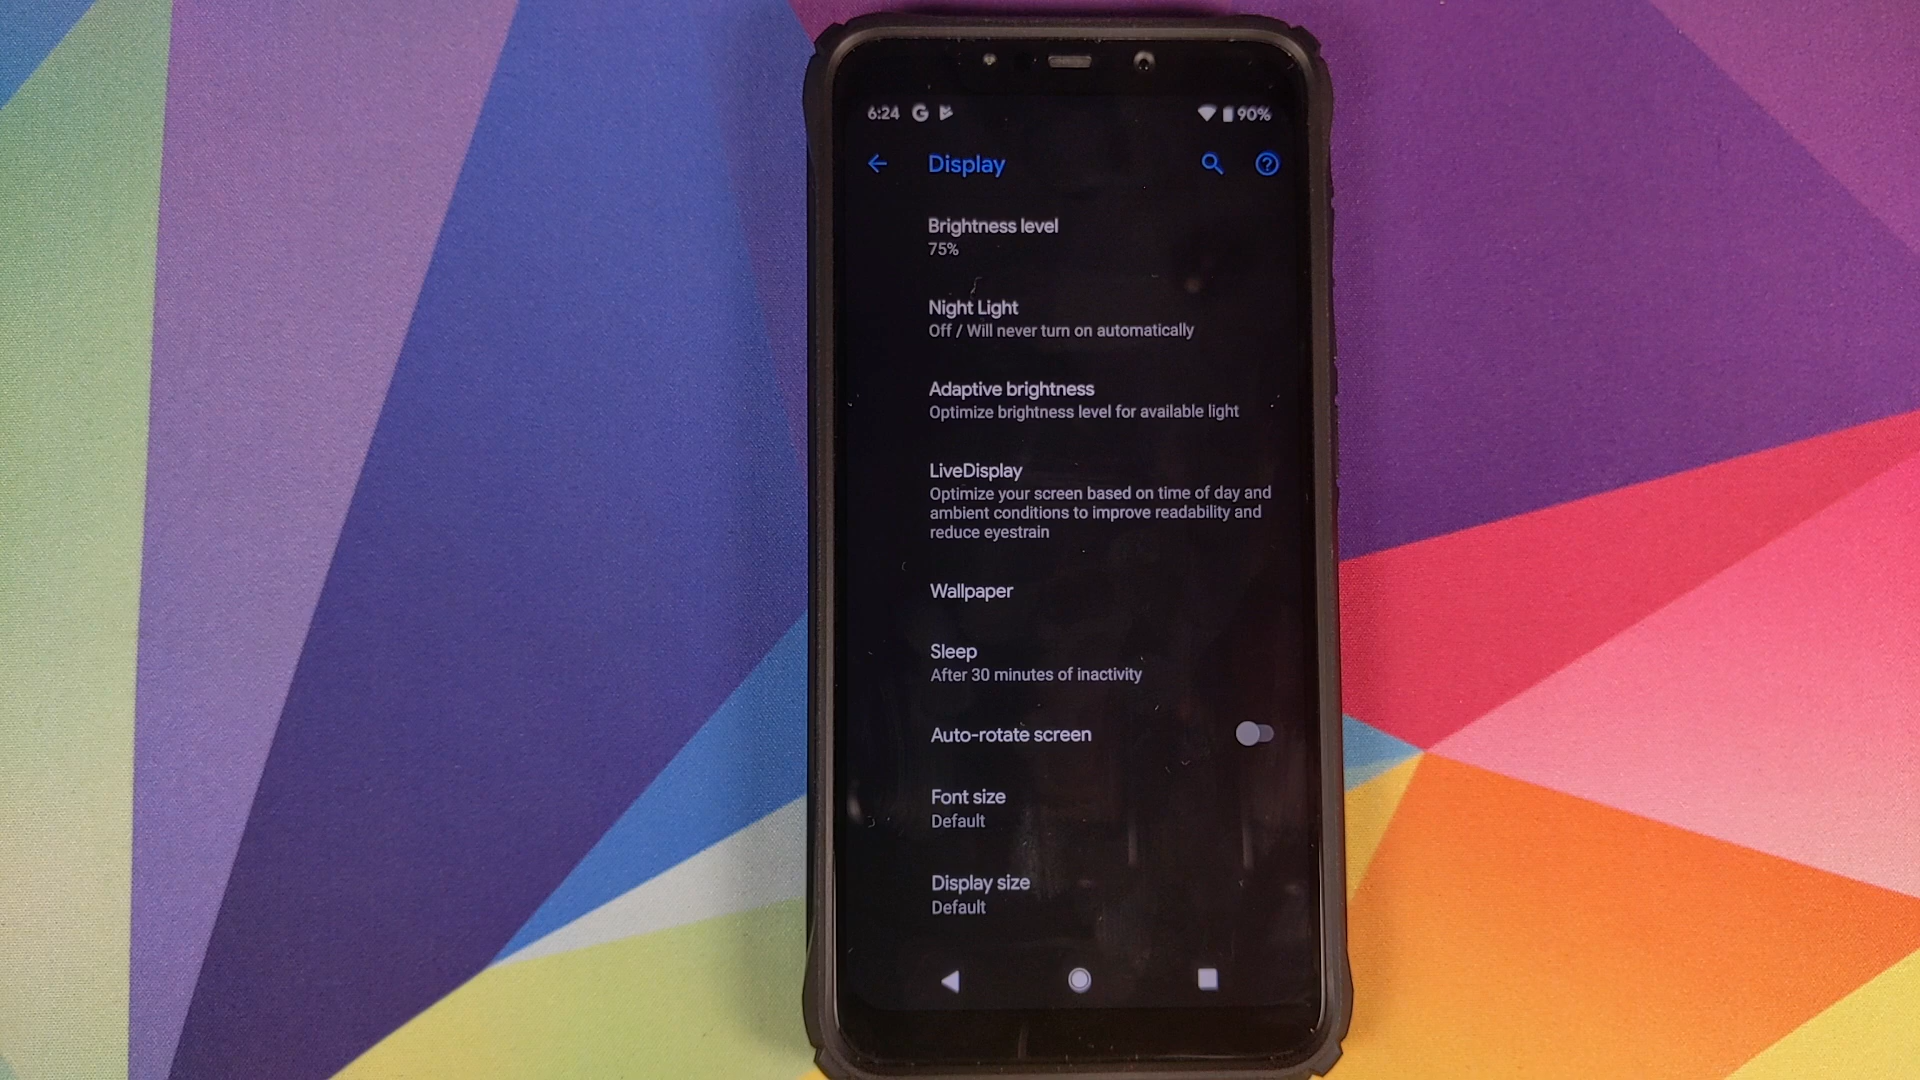 6:24 G 90%
Display
Brightness level
75%
Night Light
Off / Will never turn on automatically
Adaptive brightness
Optimize brightness level for available light
LiveDisplay
Optimize your screen based on time of day and
ambient conditions to improve readability and
reduce eyestrain
Wallpaper
Sleep
After 30 minutes of inactivity
Auto-rotate screen
Font size
Default
Display size
Default